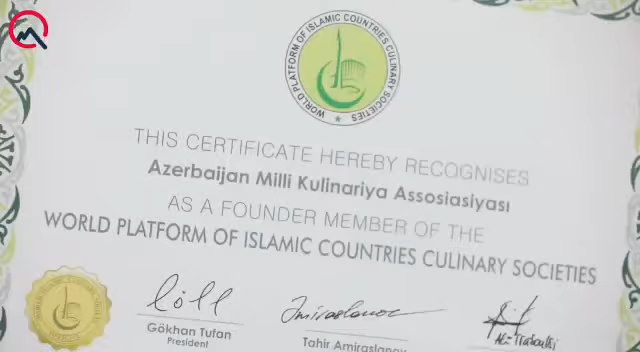 WORLD PLATFORM OF ISLAMIC COUNTRIES CULINARY SOCIETIES
THIS CERTIFICATE HEREBY RECOGNISES
Azerbaijan Milli Kulinariya Assosiasiyası
AS A FOUNDER MEMBER OF THE
WORLD PLATFORM OF ISLAMIC COUNTRIES CULINARY SOCIETIES
Gökhan Tufan
President
Tahir Amiraslanov